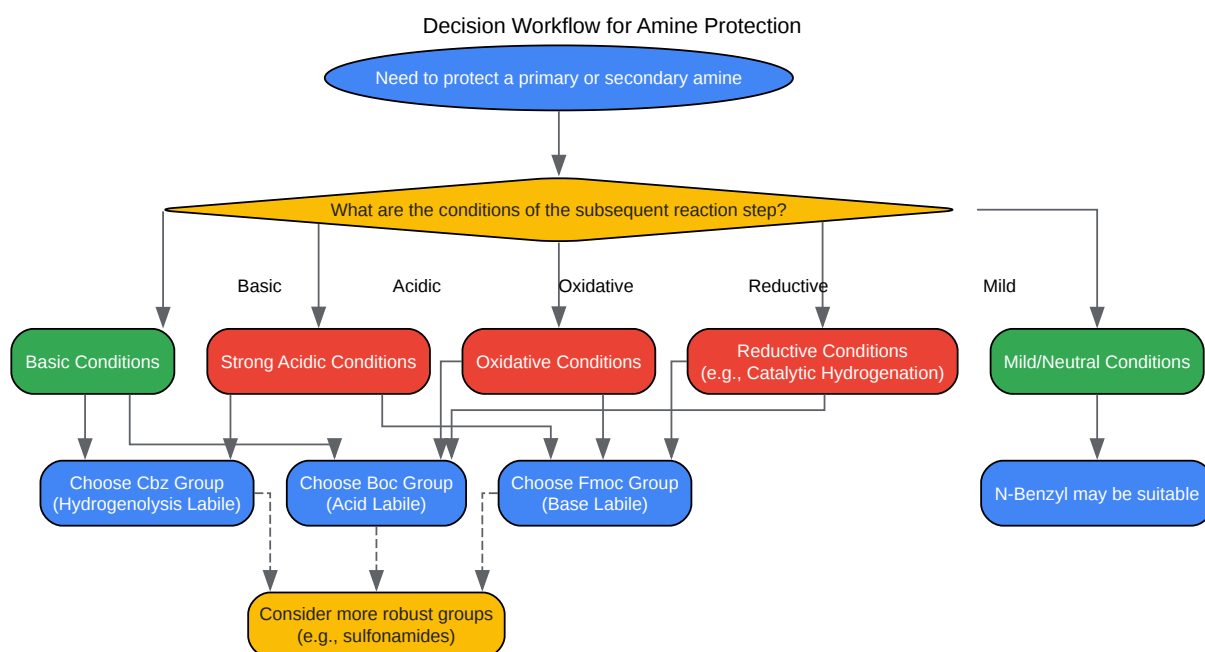 Decision Workflow for Amine Protection
Need to protect a primary or secondary amine
What are the conditions of the subsequent reaction step?
Basic
Acidic
Oxidative
Reductive
Mild
Basic Conditions
Strong Acidic Conditions
Oxidative Conditions
Reductive Conditions
(e.g., Catalytic Hydrogenation)
Mild/Neutral Conditions
Choose Cbz Group
(Hydrogenolysis Labile)
Choose Boc Group
(Acid Labile)
Choose Fmoc Group
(Base Labile)
N-Benzyl may be suitable
Consider more robust groups
(e.g., sulfonamides)